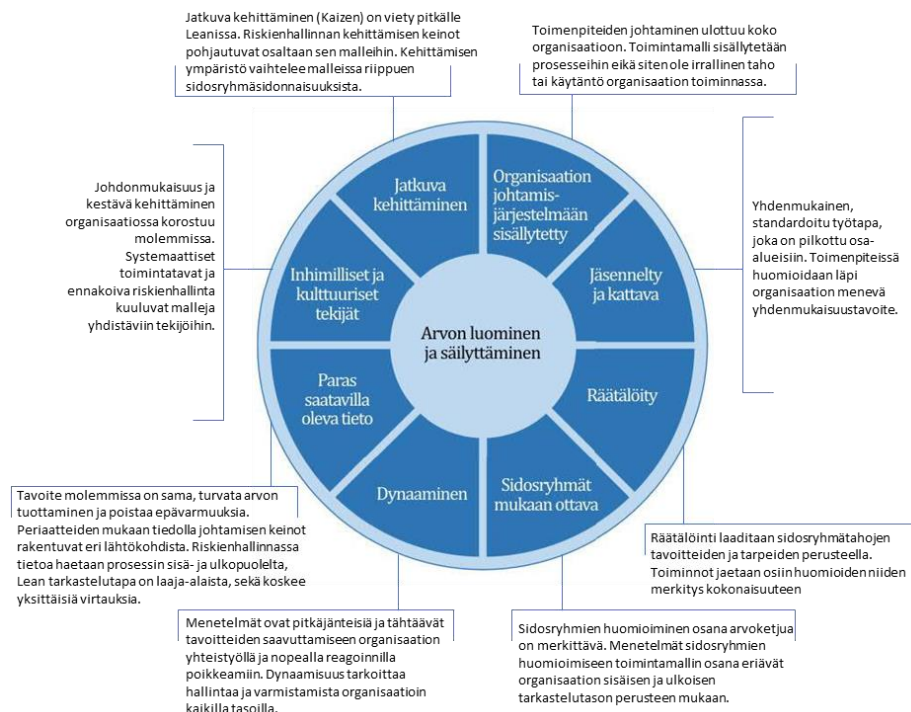 Jatkuva kehittäminen (Kaizen) on viety pitkälle
Leanissa. Riskienhallinnan kehittämisen keinot
pohjautuvat osaltaan sen malleihin. Kehittämisen
ympäristö vaihtelee malleissa riippuen
sidosryhmäsidonnaisuuksista.
Toimenpiteiden johtaminen ulottuu koko
organisaatioon. Toimintamalli sisällytetään
prosesseihin eikä siten ole irrallinen taho
tai käytäntö organisaation toiminnassa.
Johdonmukaisuus ja
kestävä kehittäminen
organisaatiossa korostuu
molemmissa.
Systemaattiset
toimintatavat ja
ennakoiva riskienhallinta
kuuluvat malleja
yhdistäviin tekijöihin.
Jatkuva
kehittäminen
Organisaation
johtamis-
järjestelmään
sisällytetty
Inhimilliset ja
kulttuuriset
tekijät
Jäsennelty
ja kattava
Yhdenmukainen,
standardoitu työtapa,
joka on pilkottu osa-
alueisiin. Toimenpiteissä
huomioidaan läpi
organisaation menevä
yhdenmukaisuustavoite.
Arvon luominen
ja säilyttäminen
Paras
saatavilla
oleva tieto
Räätälöity
Dynaaminen
Sidosryhmät
mukaan ottava
Tavoite molemmissa on sama, turvata arvon
tuottaminen ja poistaa epävarmuuksia.
Periaatteiden mukaan tiedolla johtamisen keinot
rakentuvat eri lähtökohdista. Riskienhallinnassa
tietoa haetaan prosessin sisä- ja ulkopuolelta,
Lean tarkastelutapa on laaja-alaista, sekä koskee
yksittäisiä virtauksia.
Räätälöinti laaditaan sidosryhmätahojen
tavoitteiden ja tarpeiden perusteella.
Toiminnot jaetaan osiin huomioiden niiden
merkitys kokonaisuuteen
Menetelmät ovat pitkäjänteisiä ja tähtäävät
tavoitteiden saavuttamiseen organisaation
yhteistyöllä ja nopealla reagoinnilla
poikkeamiin. Dynaamisuus tarkoittaa
hallintaa ja varmistamista organisaatioin
kaikilla tasoilla.
Sidosryhmien huomioiminen osana arvoketjua
on merkittävä. Menetelmät sidosryhmien
huomioimiseen toimintamallin osana eriävät
organisaation sisäisen ja ulkoisen
tarkastelutason perusteen mukaan.